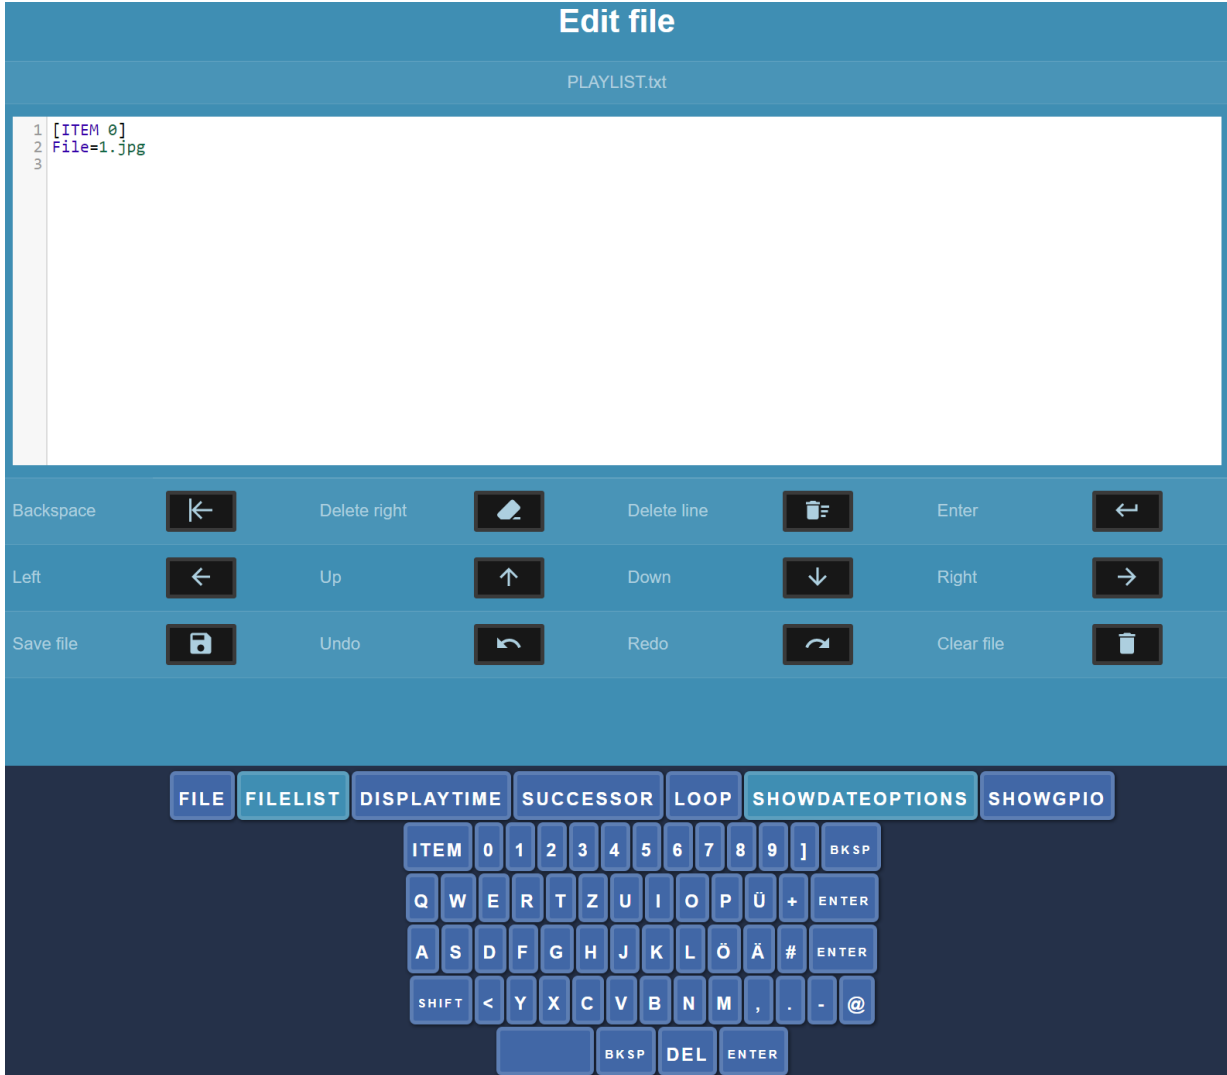 Edit file
PLAYLIST.txt
1 [ITEM 0]
2 File=1.jpg
3
Backspace Delete right Delete line Enter
Left Up Down Right
Save file Undo Redo Clear file
FILE FILELIST DISPLAYTIME SUCCESSOR LOOP SHOWDATEOPTIONS SHOWGPIO
ITEM 0 1 2 3 4 5 6 7 8 9 ] BKSP
Q W E R T Z U I O P Ü + ENTER
A S D F G H J K L Ö Ä # ENTER
SHIFT < Y X C V B N M , . - @
BKSP DEL ENTER